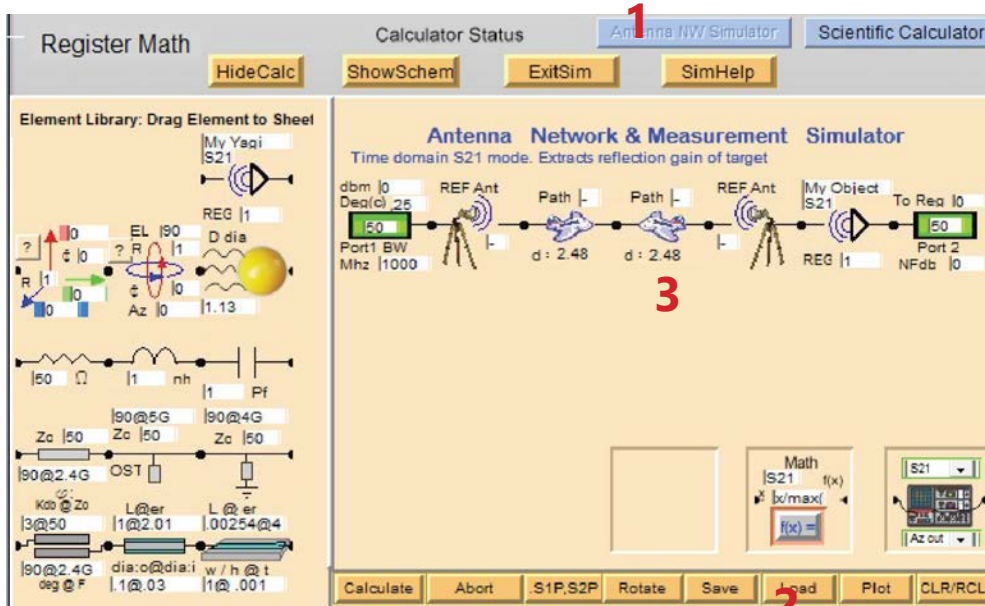 Register Math
Calculator Status
1
Antenna NW Simulator
Scientific Calculator
HideCalc
ShowSchem
ExitSim
SimHelp
Element Library: Drag Element to Sheet
My Yagi
S21
REG 1
? 0
¢ 0
R 1
0
0
EL 90
? R 1
¢ 0
Az 0
D dia
1.13
50 Ω
1 nh
1 Pf
90@5G
90@4G
Zc 50
Zc 50
Zc 50
90@2.4G
OST
Kdb @ Zo
3@50
L@er
1@2.01
L @ er
.00254@4
90@2.4G
deg @ F
dia:o@dia:i
.1@.03
w / h @ t
1@ .001
Antenna Network & Measurement Simulator
Time domain S21 mode. Extracts reflection gain of target
dbm 0
Deg(c) .25
50
Port1 BW
Mhz 1000
REF Ant
-
Path -
d : 2.48
Path -
d : 2.48
REF Ant
-
My Object
S21
REG 1
To Reg 0
50
Port 2
NFdb 0
3
Math
S21 f(x)
x x/max(
f(x) =
S21
Az out
Calculate
Abort
.S1P,S2P
Rotate
Save
Load
Plot
CLR/RCL
2